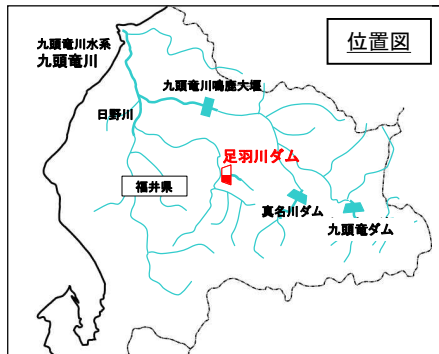 位置図
九頭竜川水系
九頭竜川
九頭竜川鳴鹿大堰
日野川
足羽川ダム
福井県
真名川ダム
九頭竜ダム